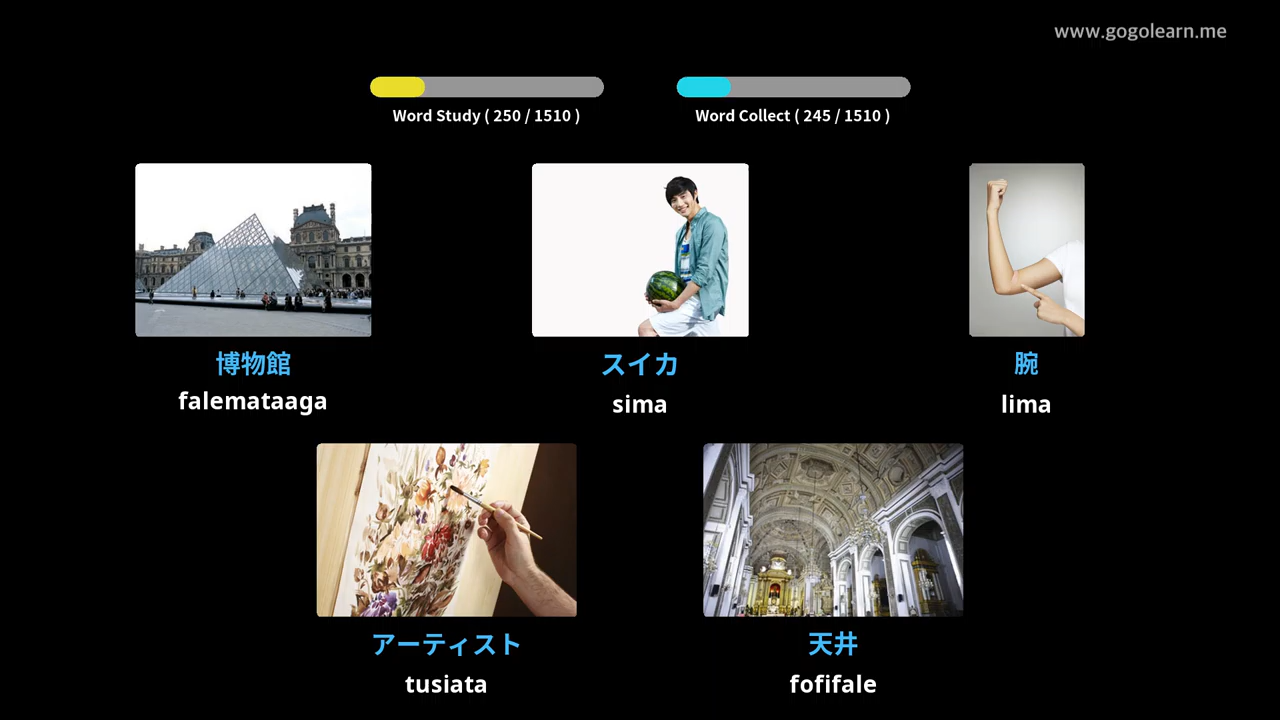 www.gogolearn.me
Word Study ( 250 / 1510 )
Word Collect ( 245 / 1510 )
博物館
falemataaga
スイカ
sima
腕
lima
アーティスト
tusiata
天井
fofifale